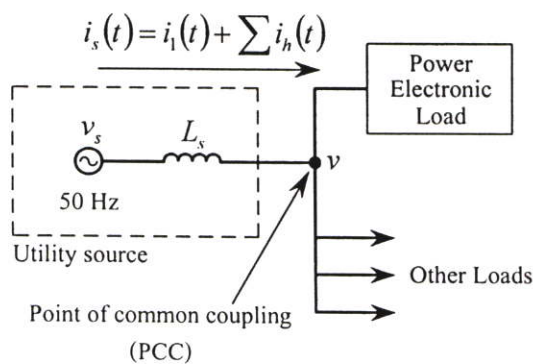 i_s(t) = i_1(t) + ∑ i_h(t)
Power
Electronic
Load
v_s
L_s
v
50 Hz
Utility source
Other Loads
Point of common coupling
(PCC)